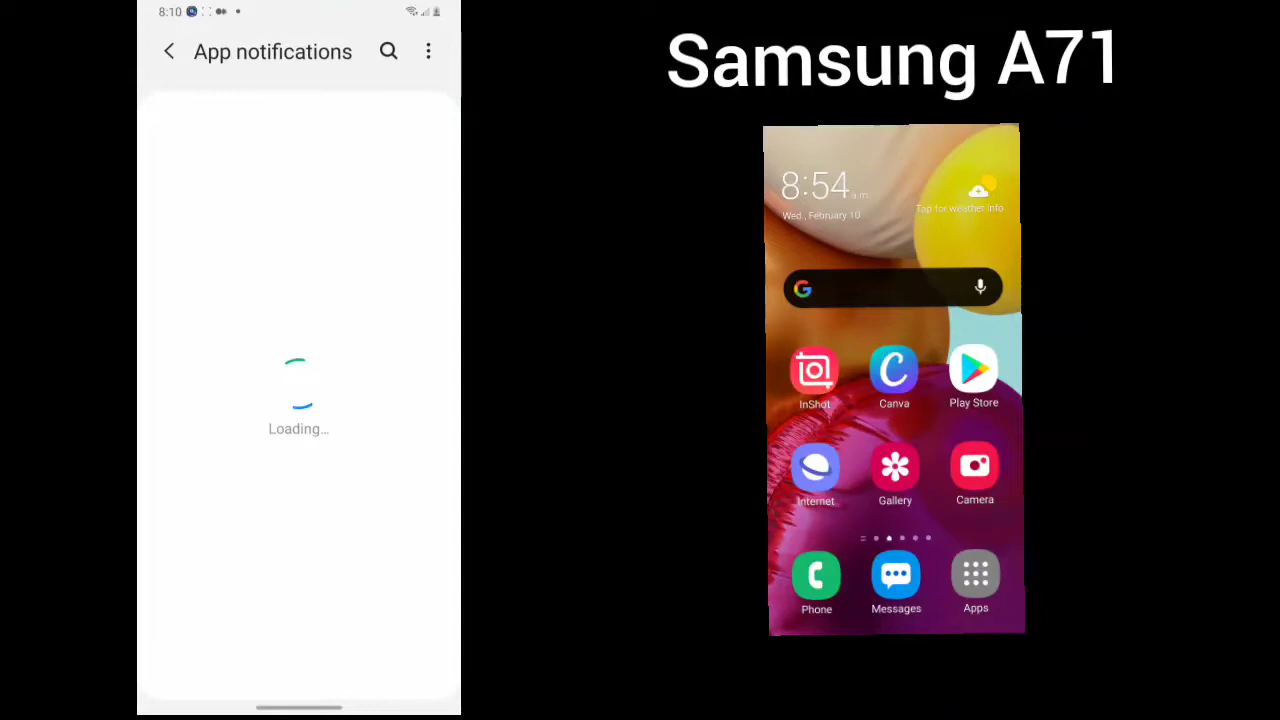 8:10
App notifications
Loading...
Samsung A71
8:54 a.m.
Wed., February 10
Tap for weather info
InShot
Canva
Play Store
Internet
Gallery
Camera
Phone
Messages
Apps